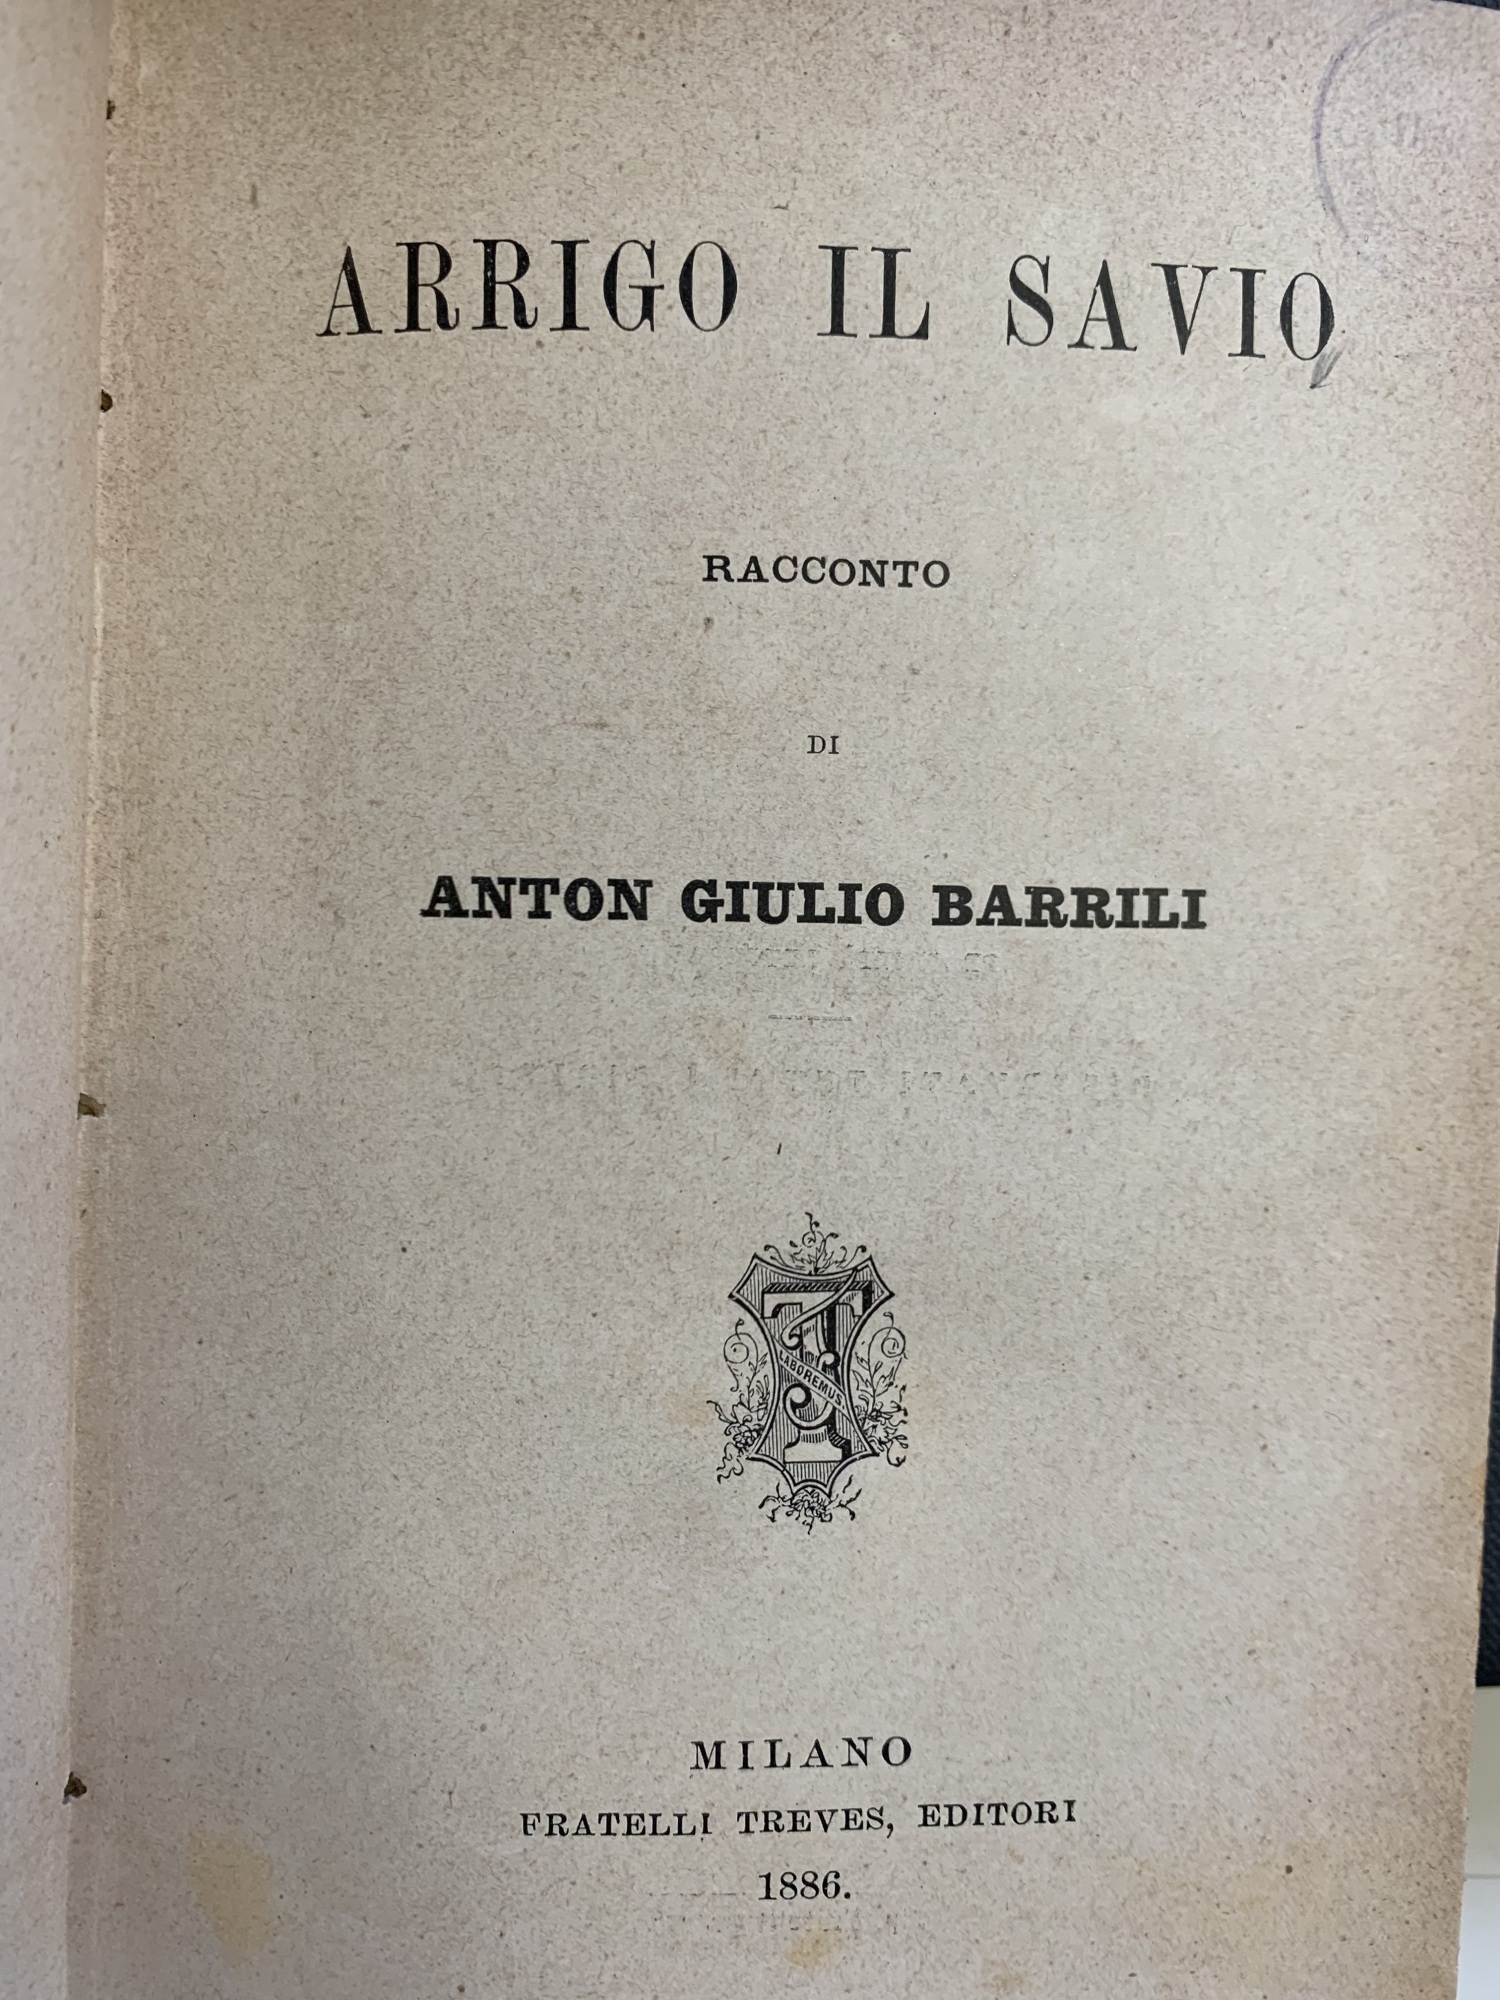 ARRIGO IL SAVIO
RACCONTO
DI
ANTON GIULIO BARRILI
LABOREMUS
MILANO
FRATELLI TREVES, EDITORI
1886.